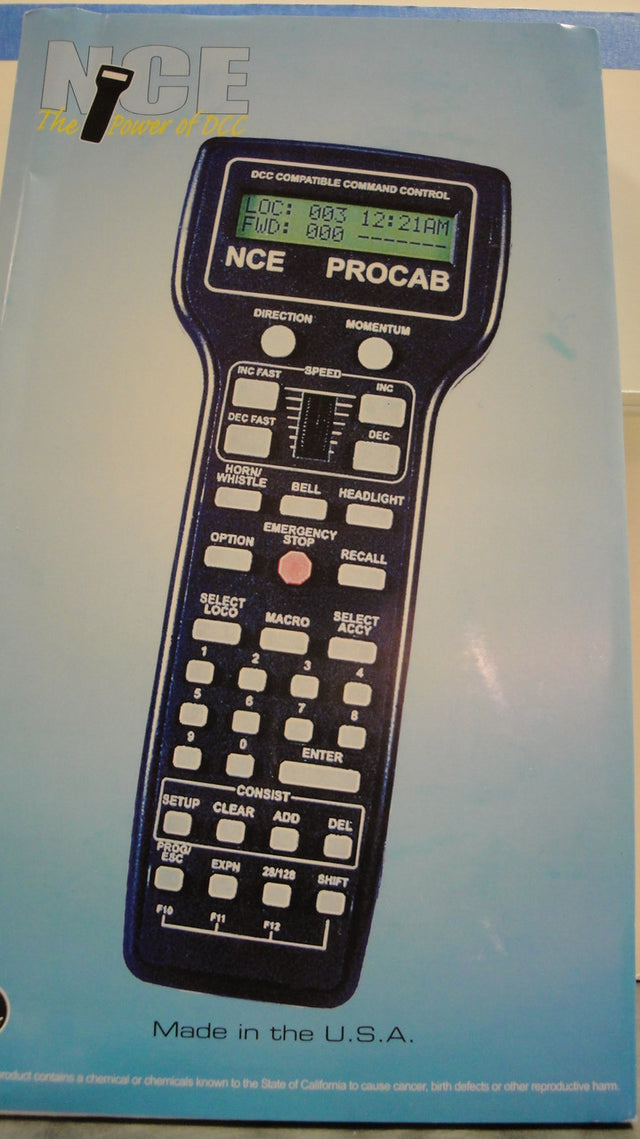 NCE
The Power of DCC
DCC COMPATIBLE COMMAND CONTROL
LOC: 003 12:21AM
FWD: 000 -------
NCE PROCAB
DIRECTION MOMENTUM
SPEED
INC FAST INC
DEC FAST DEC
HORN/
WHISTLE BELL HEADLIGHT
EMERGENCY
STOP
OPTION RECALL
SELECT
LOCO MACRO SELECT
ACCY
1 2 3 4
5 6 7 8
9 0 ENTER
CONSIST
SETUP CLEAR ADD DEL
PROG/
ESC EXPN 28/128 SHIFT
F10 F11 F12
Made in the U.S.A.
product contains a chemical or chemicals known to the State of California to cause cancer, birth defects or other reproductive harm.